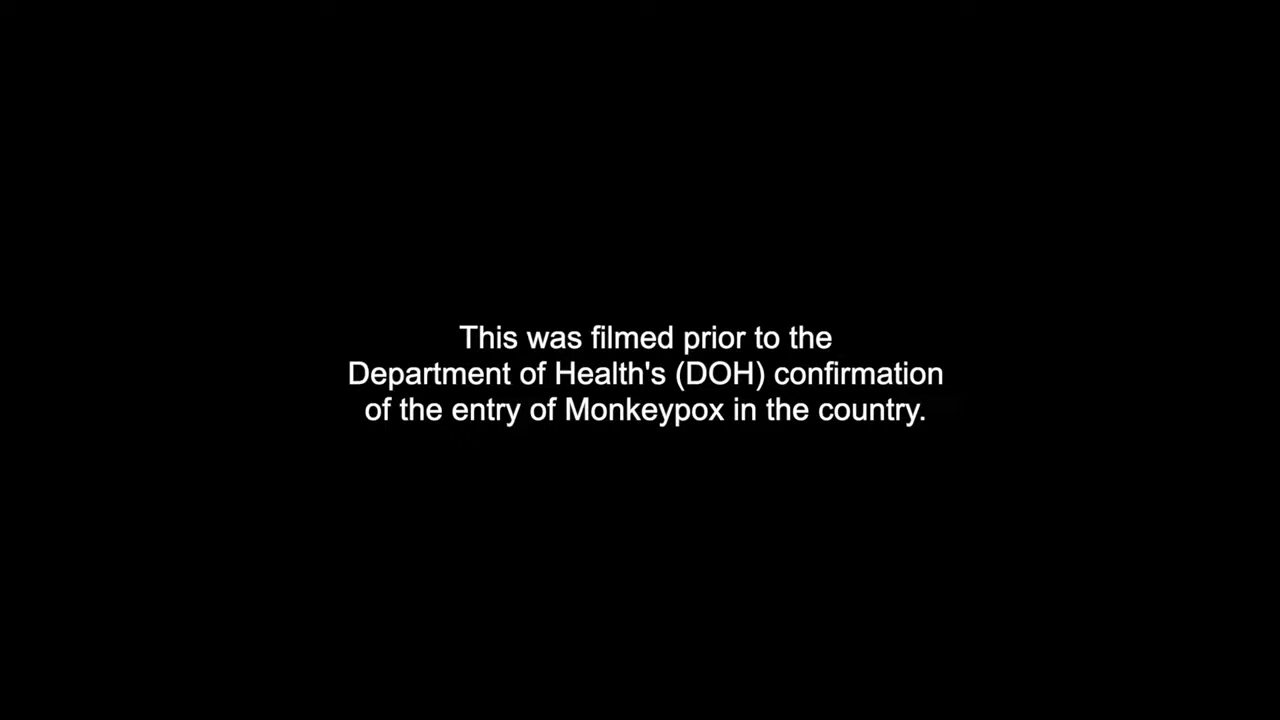 This was filmed prior to the
Department of Health's (DOH) confirmation
of the entry of Monkeypox in the country.